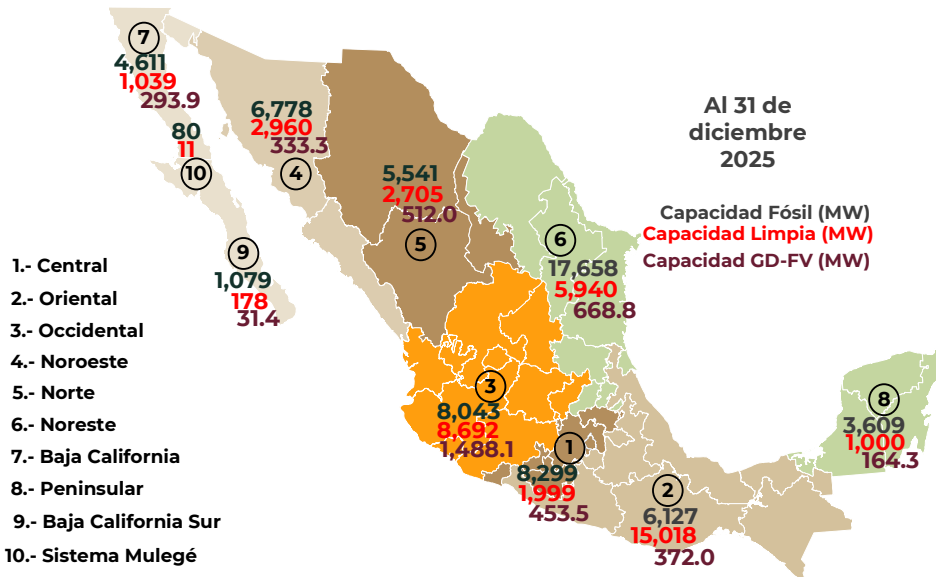 7
4,611
1,039
293.9
80
11
10
6,778
2,960
333.3
4
5,541
2,705
512.0
5
Al 31 de
diciembre
2025
Capacidad Fósil (MW)
Capacidad Limpia (MW)
Capacidad GD-FV (MW)
6
17,658
5,940
668.8
9
1,079
178
31.4
1.- Central
2.- Oriental
3.- Occidental
4.- Noroeste
5.- Norte
6.- Noreste
7.- Baja California
8.- Peninsular
9.- Baja California Sur
10.- Sistema Mulegé
3
8,043
8,692
1,488.1
1
8,299
1,999
453.5
2
6,127
15,018
372.0
8
3,609
1,000
164.3